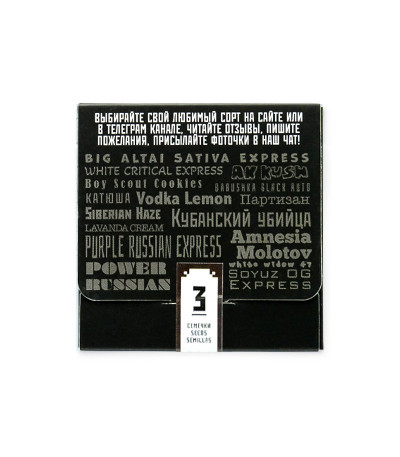 ВЫБИРАЙТЕ СВОЙ ЛЮБИМЫЙ СОРТ НА САЙТЕ ИЛИ
В ТЕЛЕГРАМ КАНАЛЕ, ЧИТАЙТЕ ОТЗЫВЫ, ПИШИТЕ
ПОЖЕЛАНИЯ, ПРИСЫЛАЙТЕ ФОТОЧКИ В НАШ ЧАТ!
BIG ALTAI SATIVA EXPRESS
WHITE CRITICAL EXPRESS AK KUSH
Boy Scout Cookies BABUSHKA BLACK AUTO
КАТЮША Vodka Lemon Партизан
SIBERIAN HAZE Кубанский убийца
LAVANDA CREAM
PURPLE RUSSIAN EXPRESS Amnesia Molotov
POWER RUSSIAN white widow 47
SOYUZ OG EXPRESS
3
СЕМЕЧКИ
SEEDS
SEMILLAS